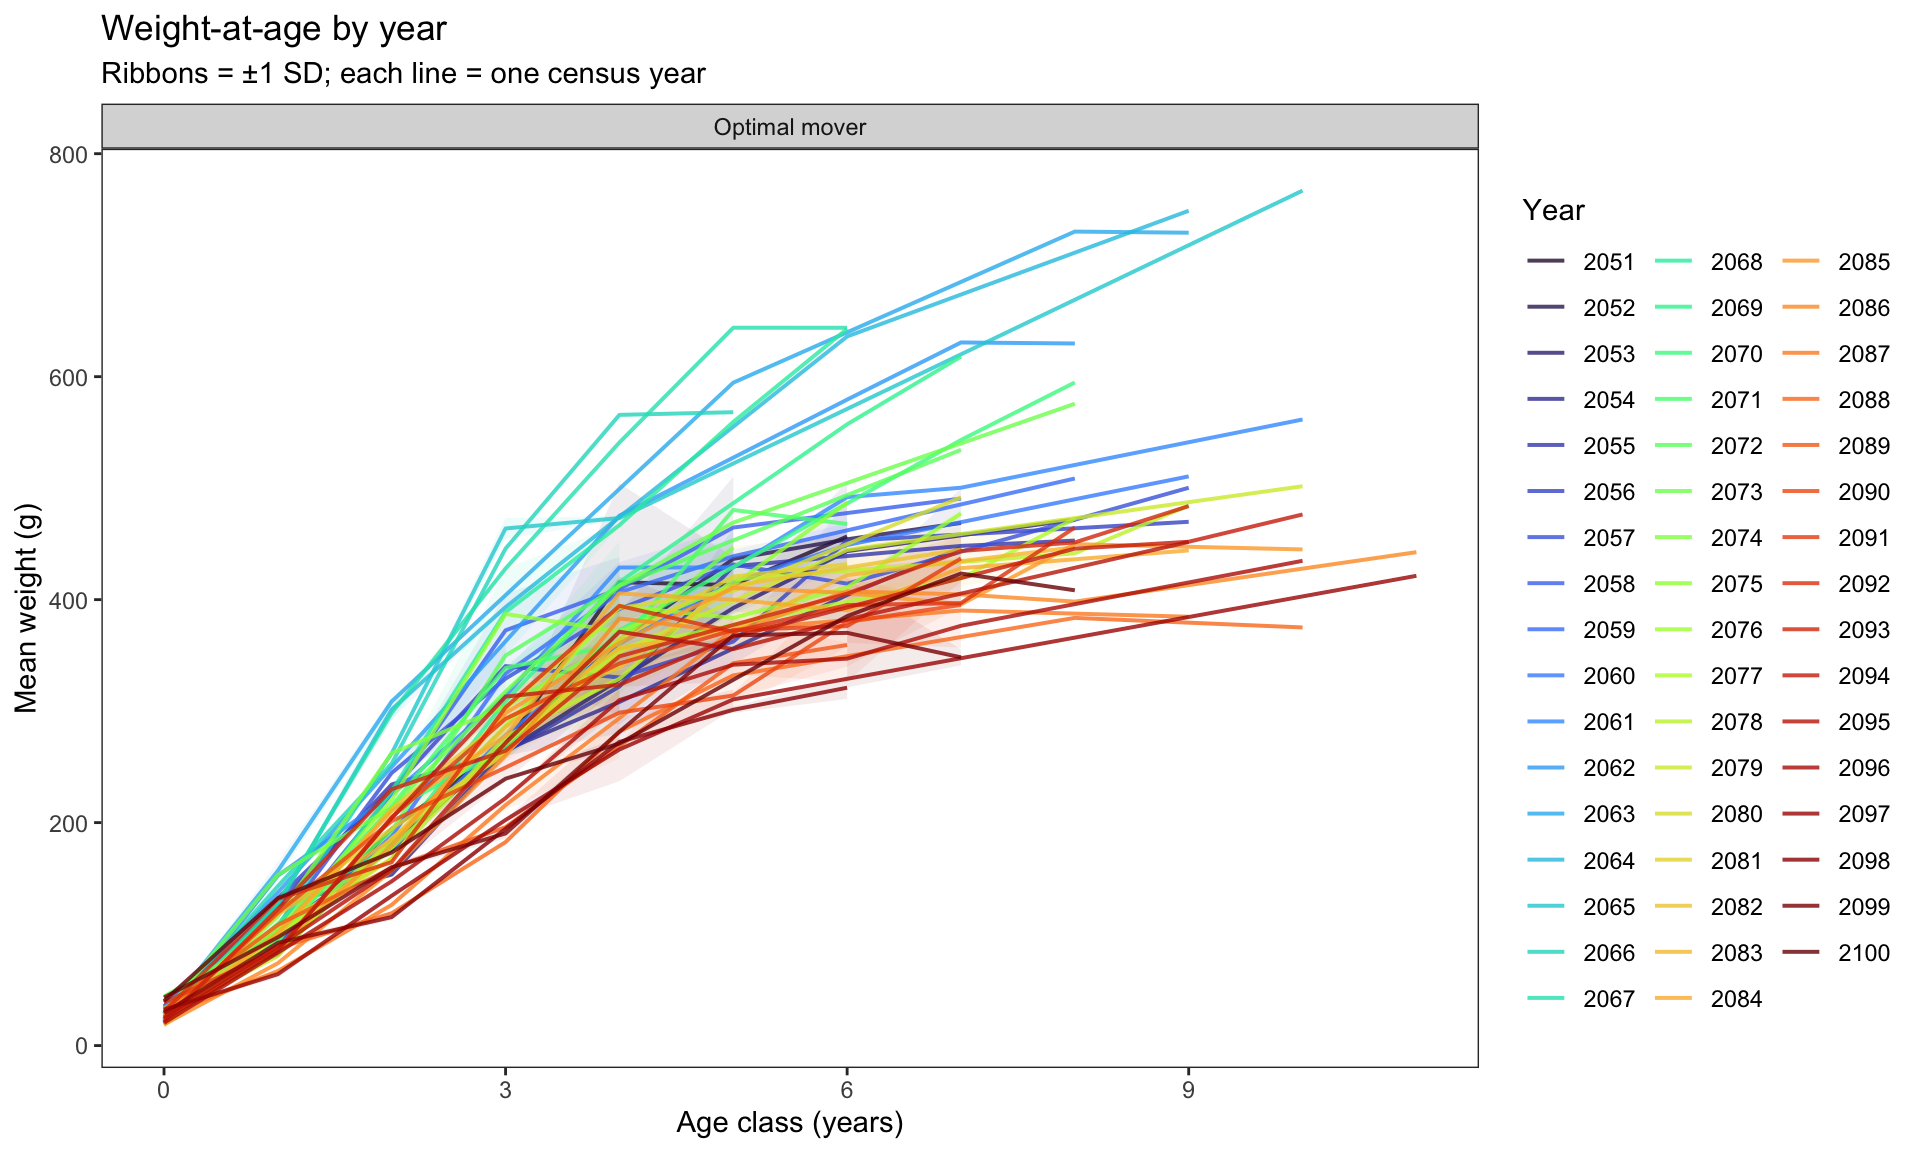 Weight-at-age by year
Ribbons = ±1 SD; each line = one census year
Optimal mover
800
600
400
200
0
Mean weight (g)
0 3 6 9
Age class (years)
Year
2051 2068 2085
2052 2069 2086
2053 2070 2087
2054 2071 2088
2055 2072 2089
2056 2073 2090
2057 2074 2091
2058 2075 2092
2059 2076 2093
2060 2077 2094
2061 2078 2095
2062 2079 2096
2063 2080 2097
2064 2081 2098
2065 2082 2099
2066 2083 2100
2067 2084